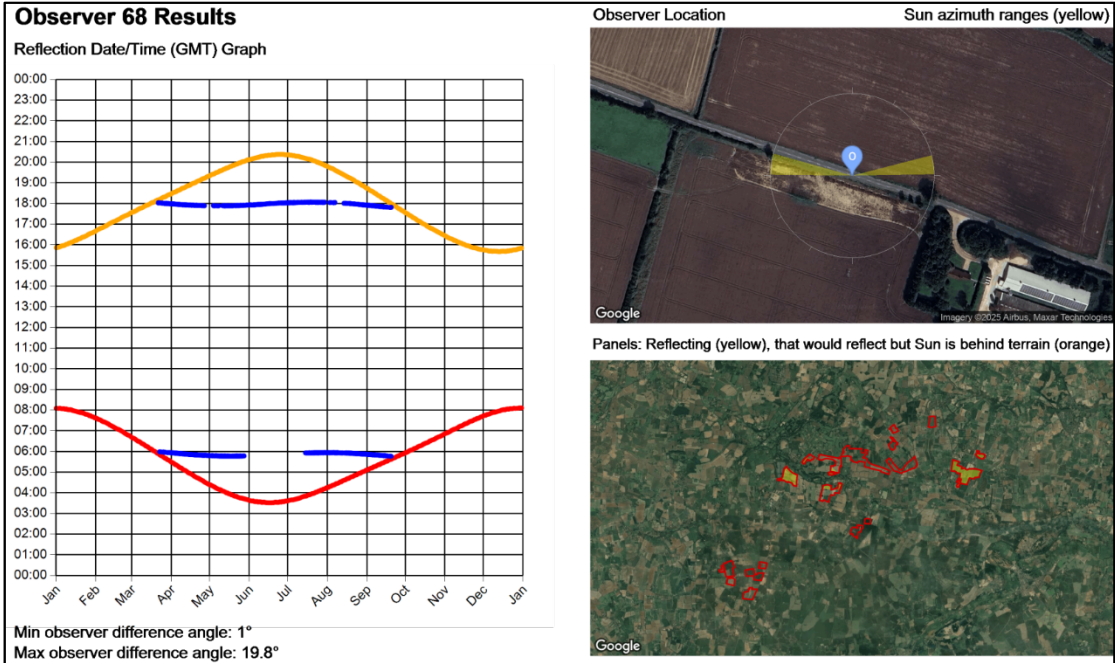 Observer 68 Results
Reflection Date/Time (GMT) Graph
00:00
23:00
22:00
21:00
20:00
19:00
18:00
17:00
16:00
15:00
14:00
13:00
12:00
11:00
10:00
09:00
08:00
07:00
06:00
05:00
04:00
03:00
02:00
01:00
00:00
Jan Feb Mar Apr May Jun Jul Aug Sep Oct Nov Dec Jan
Min observer difference angle: 1°
Max observer difference angle: 19.8°
Observer Location Sun azimuth ranges (yellow)
O
Google Imagery ©2025 Airbus, Maxar Technologies
Panels: Reflecting (yellow), that would reflect but Sun is behind terrain (orange)
Google